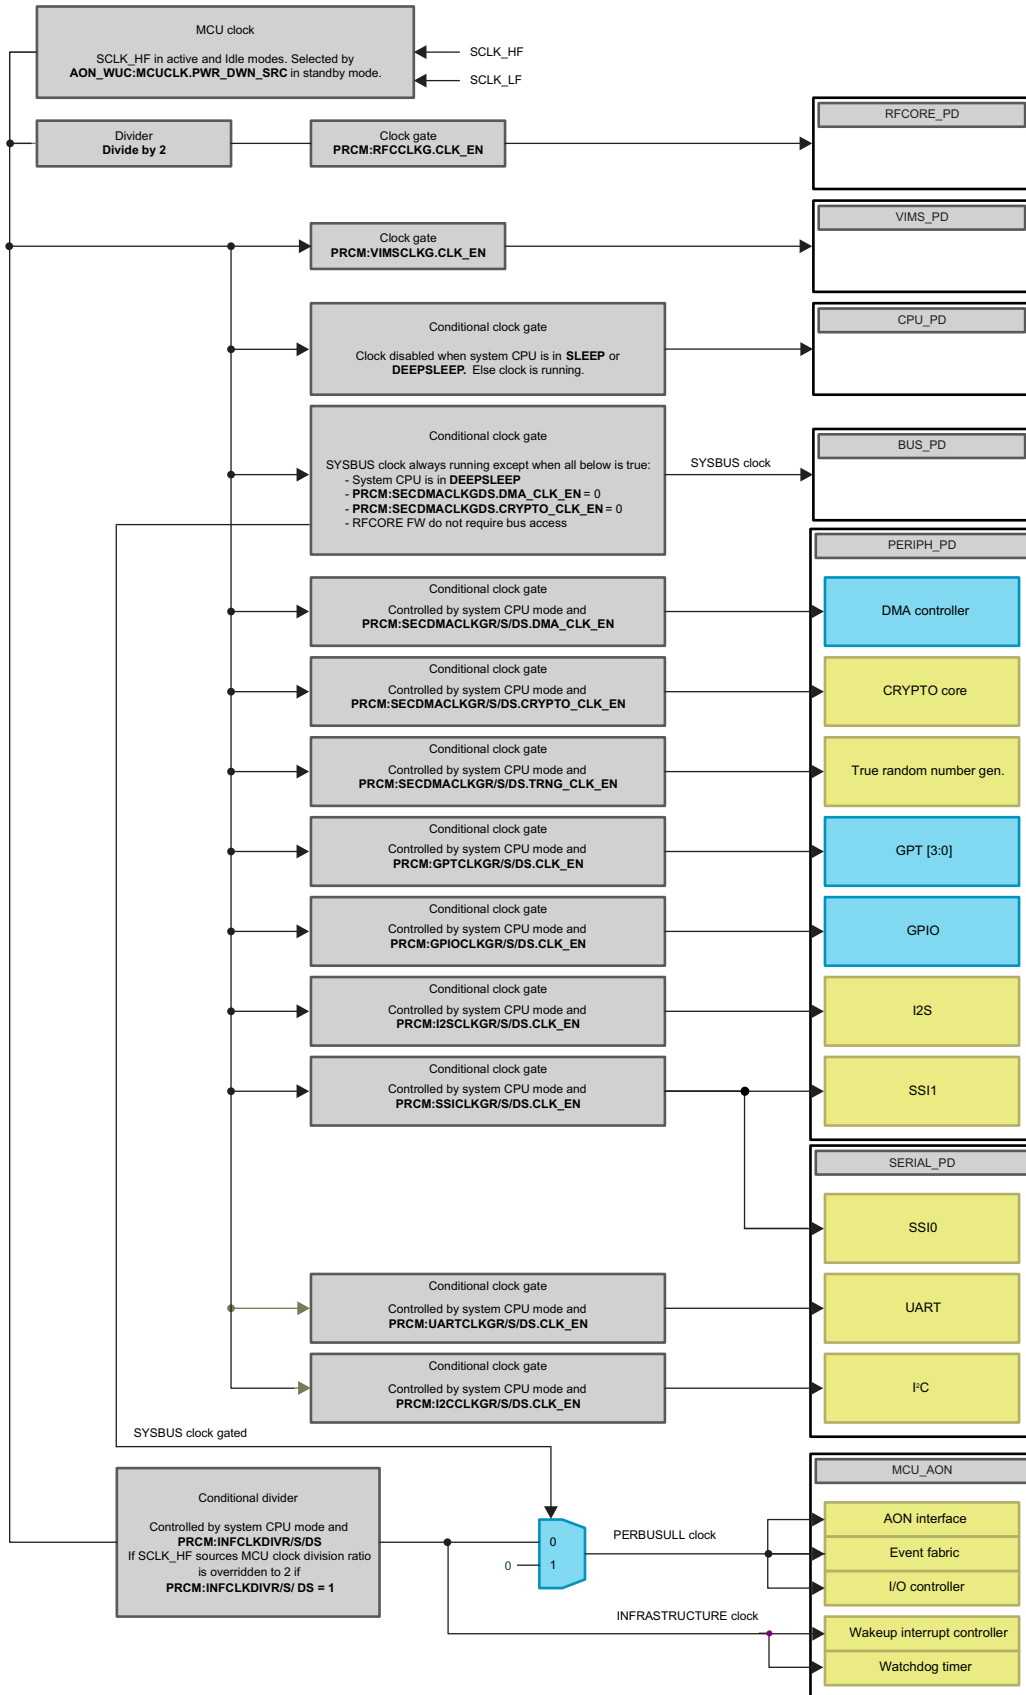 MCU clock
SCLK_HF in active and Idle modes. Selected by
AON_WUC:MCUCLK.PWR_DWN_SRC in standby mode.
SCLK_HF
SCLK_LF
Divider
Divide by 2
Clock gate
PRCM:RFCCLKG.CLK_EN
RFCORE_PD
Clock gate
PRCM:VIMSCLKG.CLK_EN
VIMS_PD
Conditional clock gate
Clock disabled when system CPU is in SLEEP or
DEEPSLEEP. Else clock is running.
CPU_PD
Conditional clock gate
SYSBUS clock always running except when all below is true:
- System CPU is in DEEPSLEEP
- PRCM:SECDMACLKGDS.DMA_CLK_EN = 0
- PRCM:SECDMACLKGDS.CRYPTO_CLK_EN = 0
- RFCORE FW do not require bus access
SYSBUS clock
BUS_PD
PERIPH_PD
Conditional clock gate
Controlled by system CPU mode and
PRCM:SECDMACLKGR/S/DS.DMA_CLK_EN
DMA controller
Conditional clock gate
Controlled by system CPU mode and
PRCM:SECDMACLKGR/S/DS.CRYPTO_CLK_EN
CRYPTO core
Conditional clock gate
Controlled by system CPU mode and
PRCM:SECDMACLKGR/S/DS.TRNG_CLK_EN
True random number gen.
Conditional clock gate
Controlled by system CPU mode and
PRCM:GPTCLKGR/S/DS.CLK_EN
GPT [3:0]
Conditional clock gate
Controlled by system CPU mode and
PRCM:GPIOCLKGR/S/DS.CLK_EN
GPIO
Conditional clock gate
Controlled by system CPU mode and
PRCM:I2SCLKGR/S/DS.CLK_EN
I2S
Conditional clock gate
Controlled by system CPU mode and
PRCM:SSICLKGR/S/DS.CLK_EN
SSI1
SERIAL_PD
SSI0
Conditional clock gate
Controlled by system CPU mode and
PRCM:UARTCLKGR/S/DS.CLK_EN
UART
Conditional clock gate
Controlled by system CPU mode and
PRCM:I2CCLKGR/S/DS.CLK_EN
I²C
SYSBUS clock gated
MCU_AON
Conditional divider
Controlled by system CPU mode and
PRCM:INFCLKDIVR/S/DS
If SCLK_HF sources MCU clock division ratio
is overridden to 2 if
PRCM:INFCLKDIVR/S/ DS = 1
0
0
1
PERBUSULL clock
AON interface
Event fabric
I/O controller
INFRASTRUCTURE clock
Wakeup interrupt controller
Watchdog timer